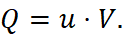 Q = u · V.